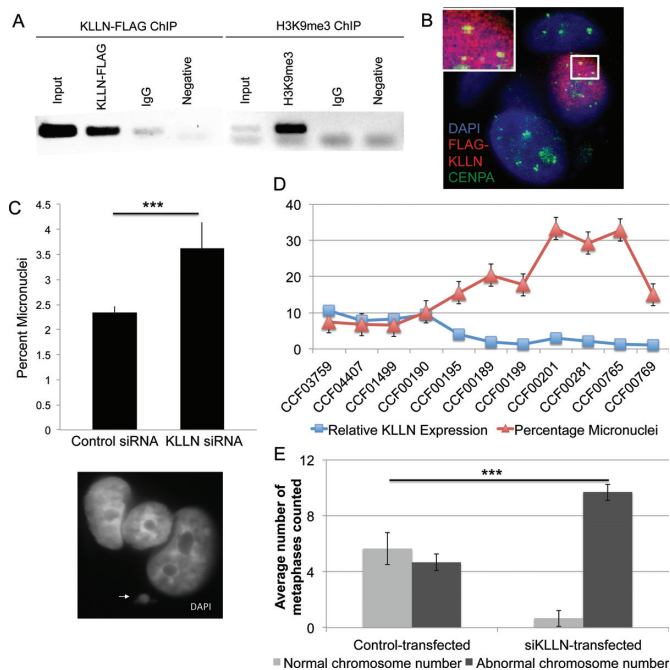 A
KLLN-FLAG ChIP
H3K9me3 ChIP
Input
KLLN-FLAG
IgG
Negative
Input
H3K9me3
IgG
Negative
B
DAPI
FLAG-
KLLN
CENPA
C
Percent Micronuclei
4.5
4
3.5
3
2.5
2
1.5
1
0.5
0
***
Control siRNA
KLLN siRNA
DAPI
D
40
30
20
10
0
CCF03759
CCF04407
CCF01499
CCF00190
CCF00195
CCF00189
CCF00199
CCF00201
CCF00281
CCF00765
CCF00769
Relative KLLN Expression
Percentage Micronuclei
E
Average number of
metaphases counted
12
8
4
0
***
Control-transfected
siKLLN-transfected
Normal chromosome number
Abnormal chromosome number